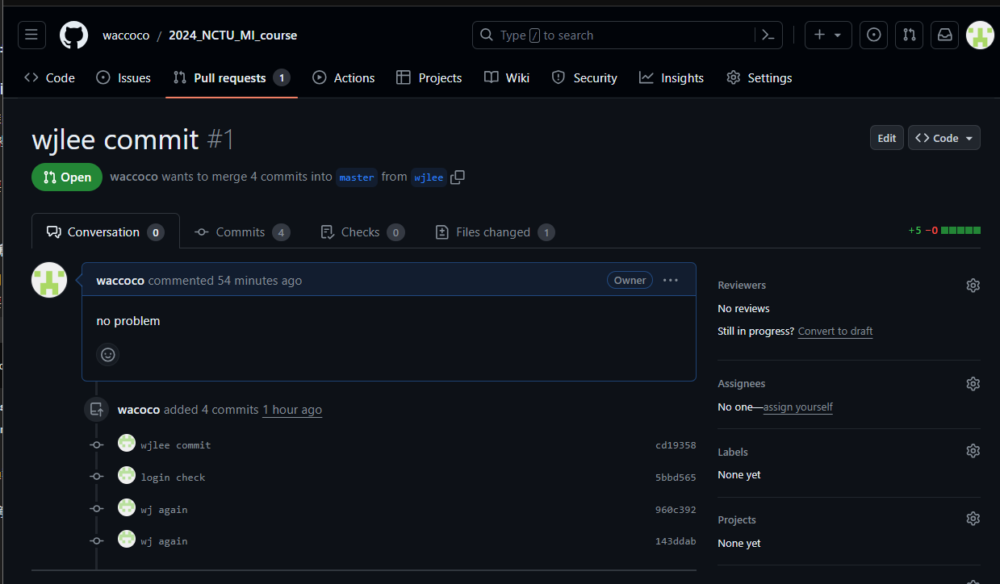 waccoco / 2024_NCTU_MI_course
Type / to search
Code Issues Pull requests 1 Actions Projects Wiki Security Insights Settings
wjlee commit #1
Edit
<> Code
Open
waccoco wants to merge 4 commits into master from wjlee
Conversation 0 Commits 4 Checks 0 Files changed 1
+5 −0
waccoco commented 54 minutes ago
Owner
no problem
wacoco added 4 commits 1 hour ago
wjlee commit cd19358
login check 5bbd565
wj again 960c392
wj again 143ddab
Reviewers
No reviews
Still in progress? Convert to draft
Assignees
No one—assign yourself
Labels
None yet
Projects
None yet